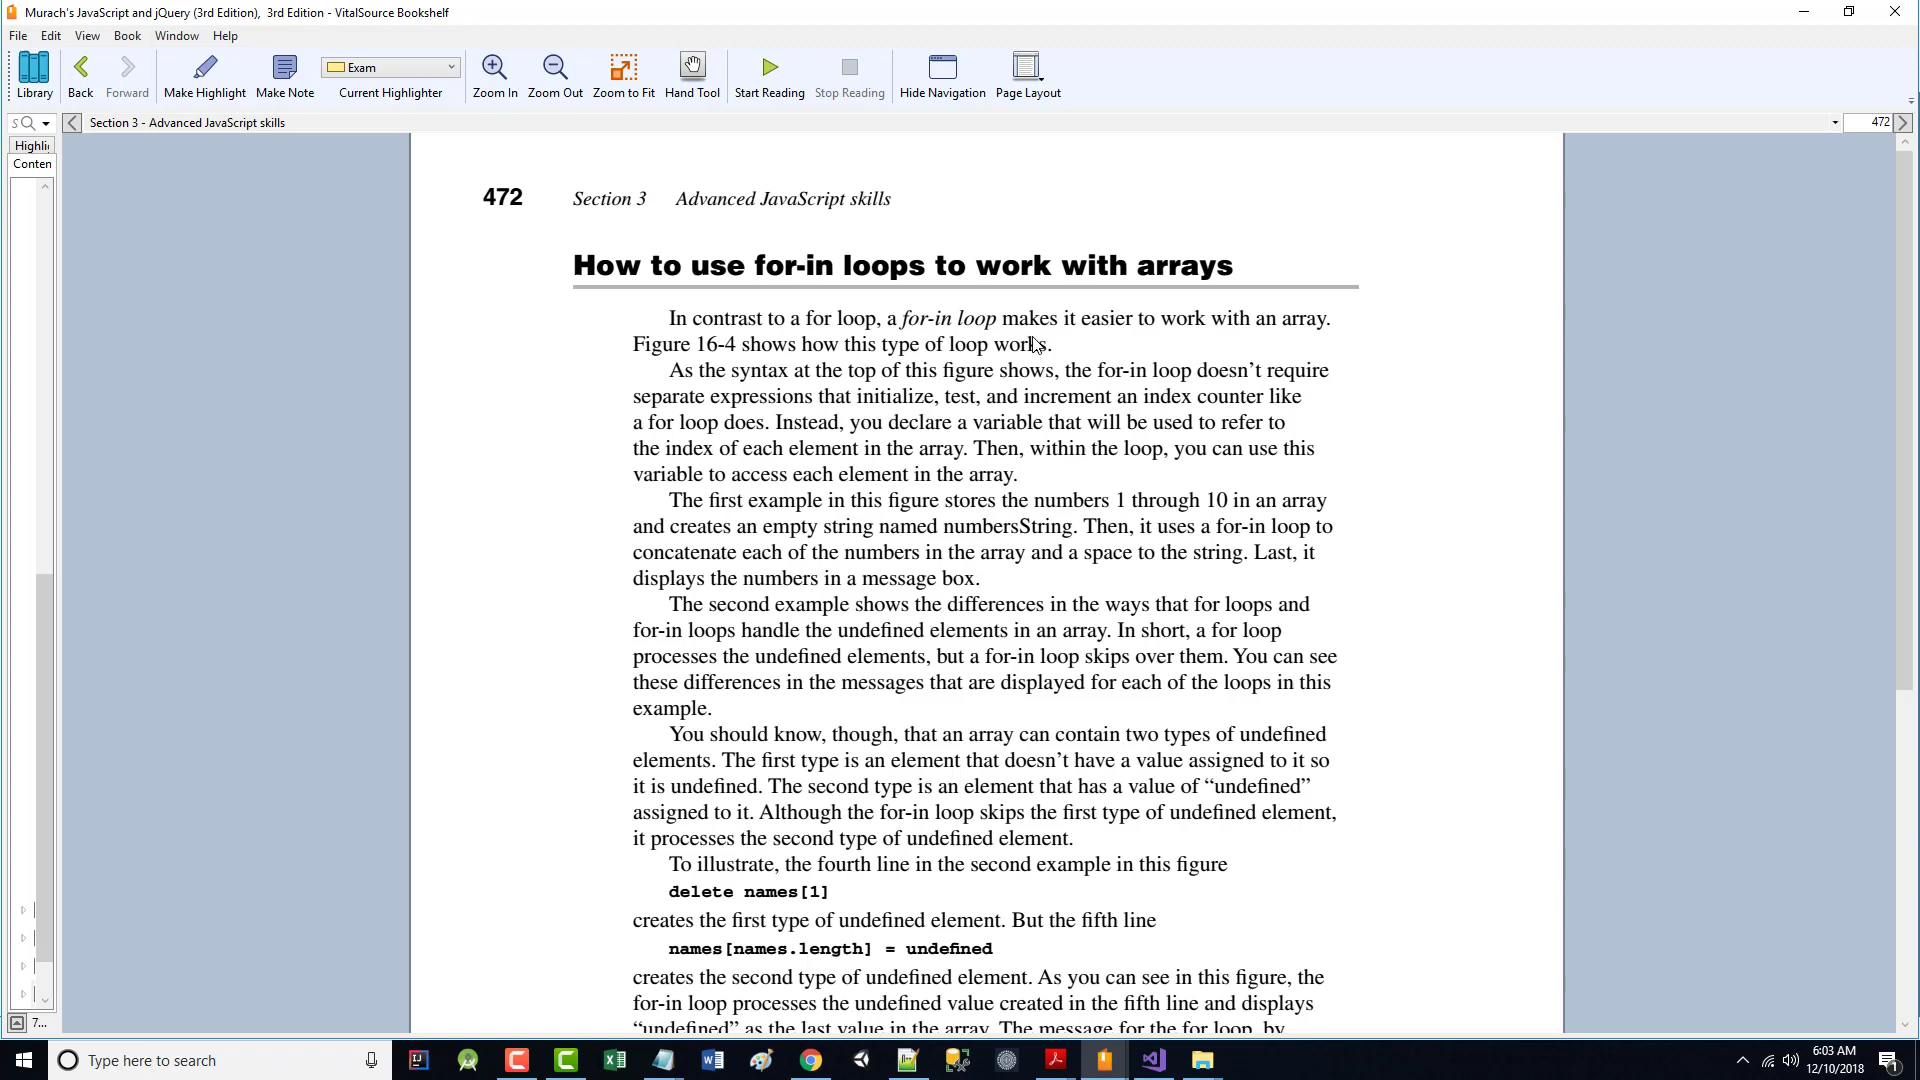 Murach's JavaScript and jQuery (3rd Edition),  3rd Edition - VitalSource Bookshelf
File Edit View Book Window Help
Exam
Library Back Forward Make Highlight Make Note Current Highlighter Zoom In Zoom Out Zoom to Fit Hand Tool Start Reading Stop Reading Hide Navigation Page Layout
S Section 3 - Advanced JavaScript skills 472
Highli
Conten
472 Section 3 Advanced JavaScript skills
How to use for-in loops to work with arrays
In contrast to a for loop, a for-in loop makes it easier to work with an array.
Figure 16-4 shows how this type of loop works.
As the syntax at the top of this figure shows, the for-in loop doesn't require
separate expressions that initialize, test, and increment an index counter like
a for loop does. Instead, you declare a variable that will be used to refer to
the index of each element in the array. Then, within the loop, you can use this
variable to access each element in the array.
The first example in this figure stores the numbers 1 through 10 in an array
and creates an empty string named numbersString. Then, it uses a for-in loop to
concatenate each of the numbers in the array and a space to the string. Last, it
displays the numbers in a message box.
The second example shows the differences in the ways that for loops and
for-in loops handle the undefined elements in an array. In short, a for loop
processes the undefined elements, but a for-in loop skips over them. You can see
these differences in the messages that are displayed for each of the loops in this
example.
You should know, though, that an array can contain two types of undefined
elements. The first type is an element that doesn't have a value assigned to it so
it is undefined. The second type is an element that has a value of “undefined”
assigned to it. Although the for-in loop skips the first type of undefined element,
it processes the second type of undefined element.
To illustrate, the fourth line in the second example in this figure
delete names[1]
creates the first type of undefined element. But the fifth line
names[names.length] = undefined
creates the second type of undefined element. As you can see in this figure, the
for-in loop processes the undefined value created in the fifth line and displays
“undefined” as the last value in the array. The message for the for loop, by
7...
Type here to search
6:03 AM
12/10/2018
1